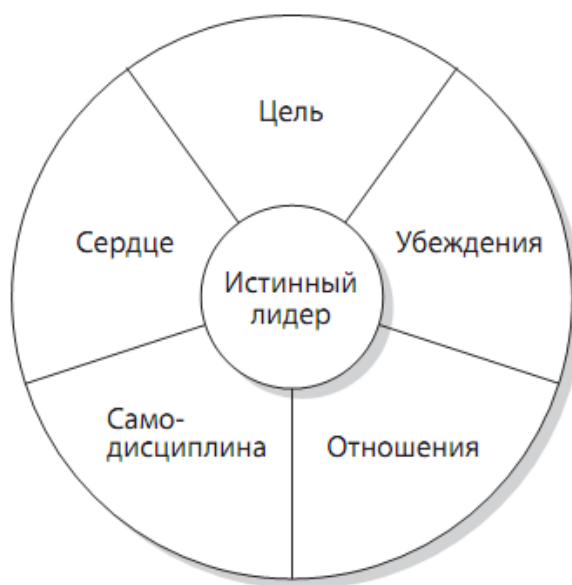 Цель
Сердце
Убеждения
Истинный
лидер
Само-
дисциплина
Отношения